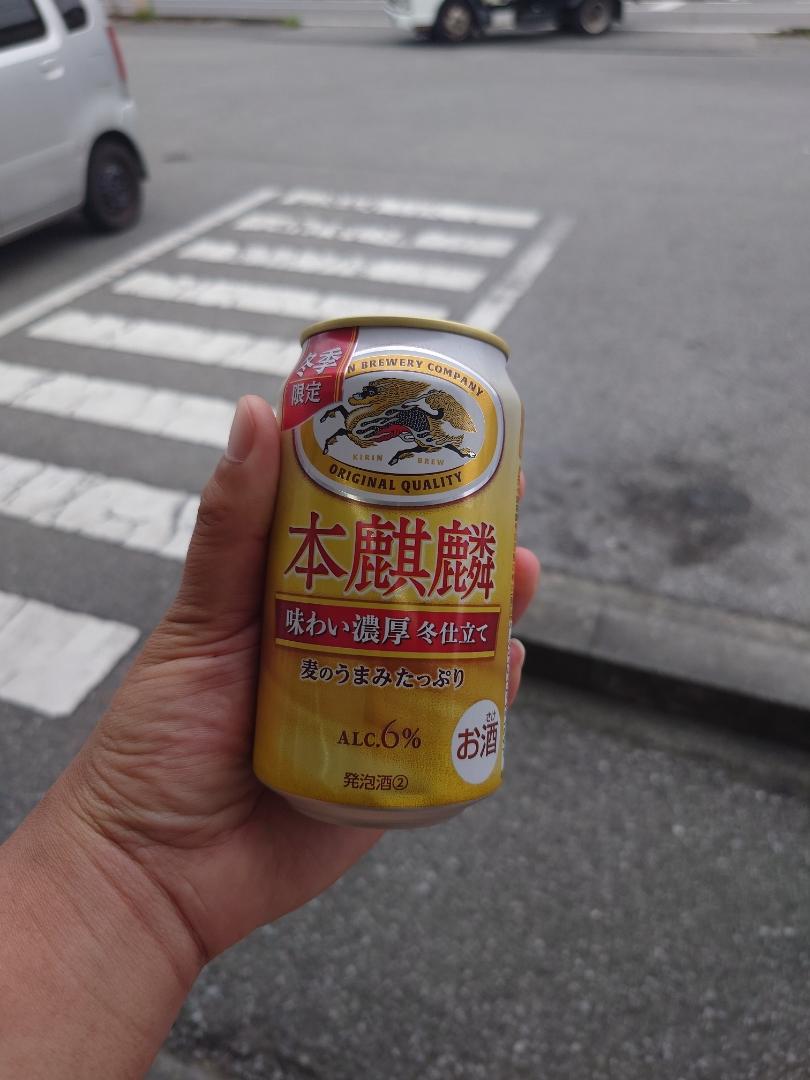 冬季
限定
N BREWERY COMPANY
KIRIN BREW
ORIGINAL QUALITY
本麒麟
味わい濃厚 冬仕立て
麦のうまみたっぷり
ALC.6%
さけ
お酒
発泡酒②